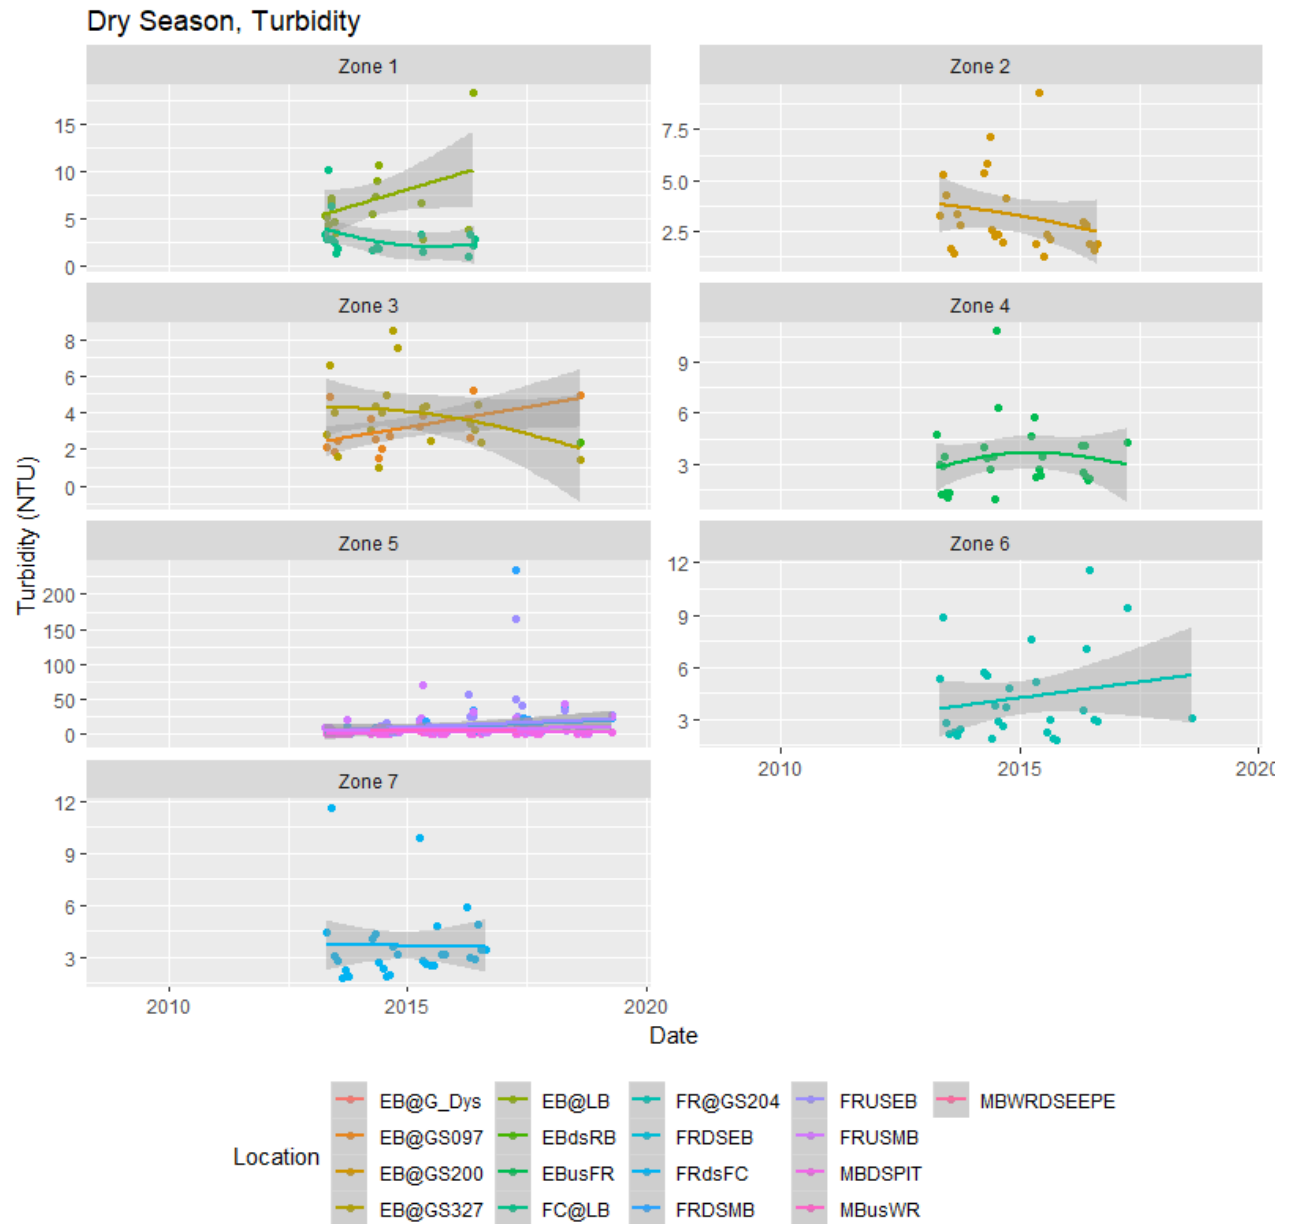 Dry Season, Turbidity
Zone 1
15
10
5
0
Zone 2
7.5
5.0
2.5
Zone 3
8
6
4
2
0
Zone 4
9
6
3
Zone 5
200
150
100
50
0
Zone 6
12
9
6
3
2010 2015 2020
Zone 7
12
9
6
3
2010 2015 2020
Turbidity (NTU)
Date
Location
EB@G_Dys EB@LB FR@GS204 FRUSEB MBWRDSEEPE
EB@GS097 EBdsRB FRDSEB FRUSMB
EB@GS200 EBusFR FRdsFC MBDSPIT
EB@GS327 FC@LB FRDSMB MBusWR